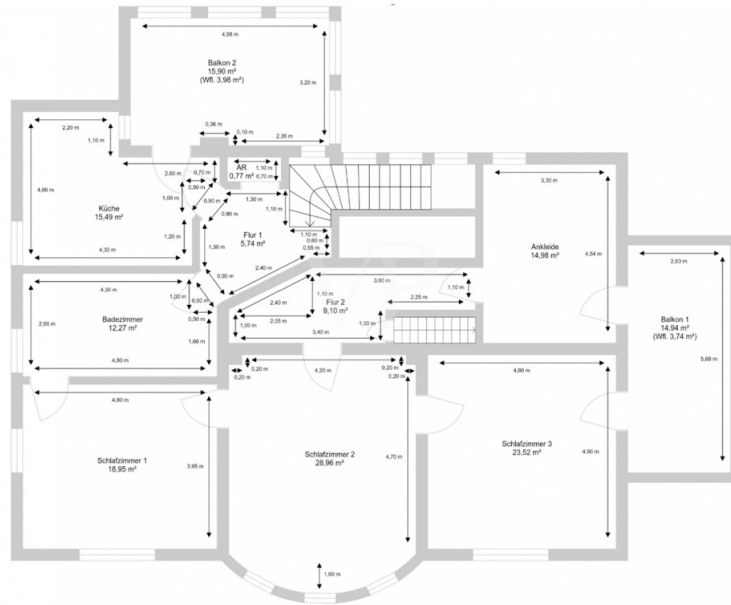 4,98 m
Balkon 2
15,90 m²
(Wfl. 3,98 m²)
3,20 m
2,20 m
1,10 m
0,36 m
0,10 m
2,38 m
4,00 m
2,60 m
0,70 m
0,90 m
1,00 m
0,60 m
AR
0,77 m²
1,10 m
0,70 m
1,30 m
1,10 m
0,90 m
Küche
15,49 m²
1,20 m
4,30 m
Flur 1
5,74 m²
1,10 m
0,60 m
0,55 m
1,30 m
2,40 m
0,90 m
3,30 m
Ankleide
14,98 m²
4,54 m
2,63 m
Balkon 1
14,94 m²
(Wfl. 3,74 m²)
5,68 m
4,30 m
1,00 m
0,50 m
Badezimmer
12,27 m²
2,65 m
1,66 m
4,80 m
3,60 m
1,10 m
2,40 m
Flur 2
9,10 m²
2,25 m
1,10 m
2,05 m
1,00 m
1,00 m
3,40 m
0,20 m
0,20 m
4,20 m
0,20 m
0,20 m
4,80 m
Schlafzimmer 1
18,95 m²
3,95 m
Schlafzimmer 2
28,96 m²
4,70 m
1,60 m
4,80 m
Schlafzimmer 3
23,52 m²
4,90 m